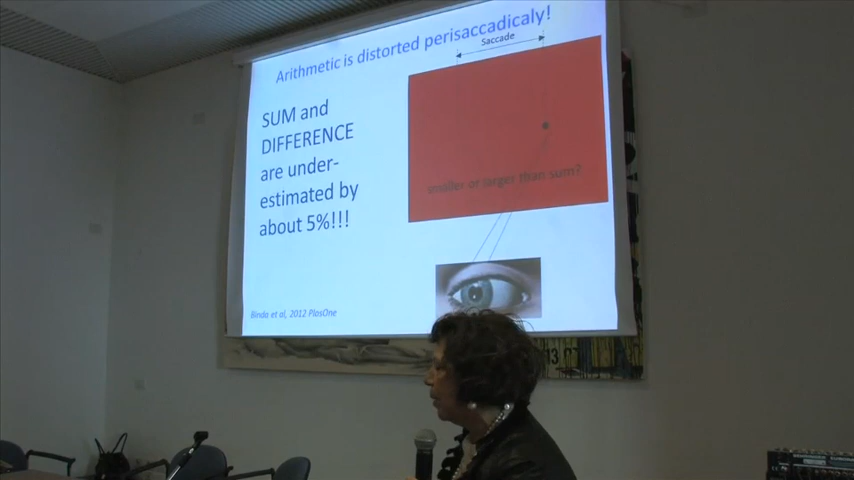 Arithmetic is distorted perisaccadicaly!
Saccade
SUM and
DIFFERENCE
are under-
estimated by
about 5%!!!
smaller or larger than sum?
Binda et al, 2012 PlosOne
13